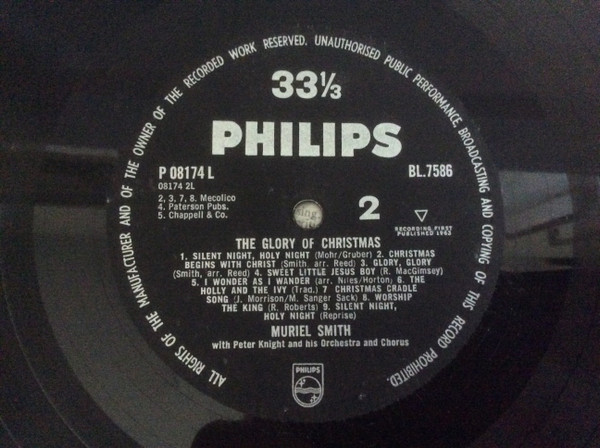 ALL RIGHTS OF THE MANUFACTURER AND OF THE OWNER OF THE RECORDED WORK RESERVED. UNAUTHORISED PUBLIC PERFORMANCE, BROADCASTING AND COPYING OF THIS RECORD PROHIBITED.
33⅓
PHILIPS
P 08174 L
BL.7586
08174 2L
2, 3, 7, 8. Mecolico
4. Paterson Pubs.
5. Chappell & Co.
2
RECORDING FIRST
PUBLISHED 1962
THE GLORY OF CHRISTMAS
1. SILENT NIGHT, HOLY NIGHT (Mohr/Gruber) 2. CHRISTMAS
BEGINS WITH CHRIST (Smith. arr. Reed) 3. GLORY, GLORY
(Smith, arr. Reed) 4. SWEET LITTLE JESUS BOY (R. MacGimsey)
5. I WONDER AS I WANDER (arr. Niles/Horton) 6. THE
HOLLY AND THE IVY (Trad.) 7 CHRISTMAS CRADLE
SONG (J. Morrison/M. Sanger Sack) 8. WORSHIP
THE KING (R. Roberts) 9. SILENT NIGHT,
HOLY NIGHT (Reprise)
MURIEL SMITH
with Peter Knight and his Orchestra and Chorus
PHILIPS